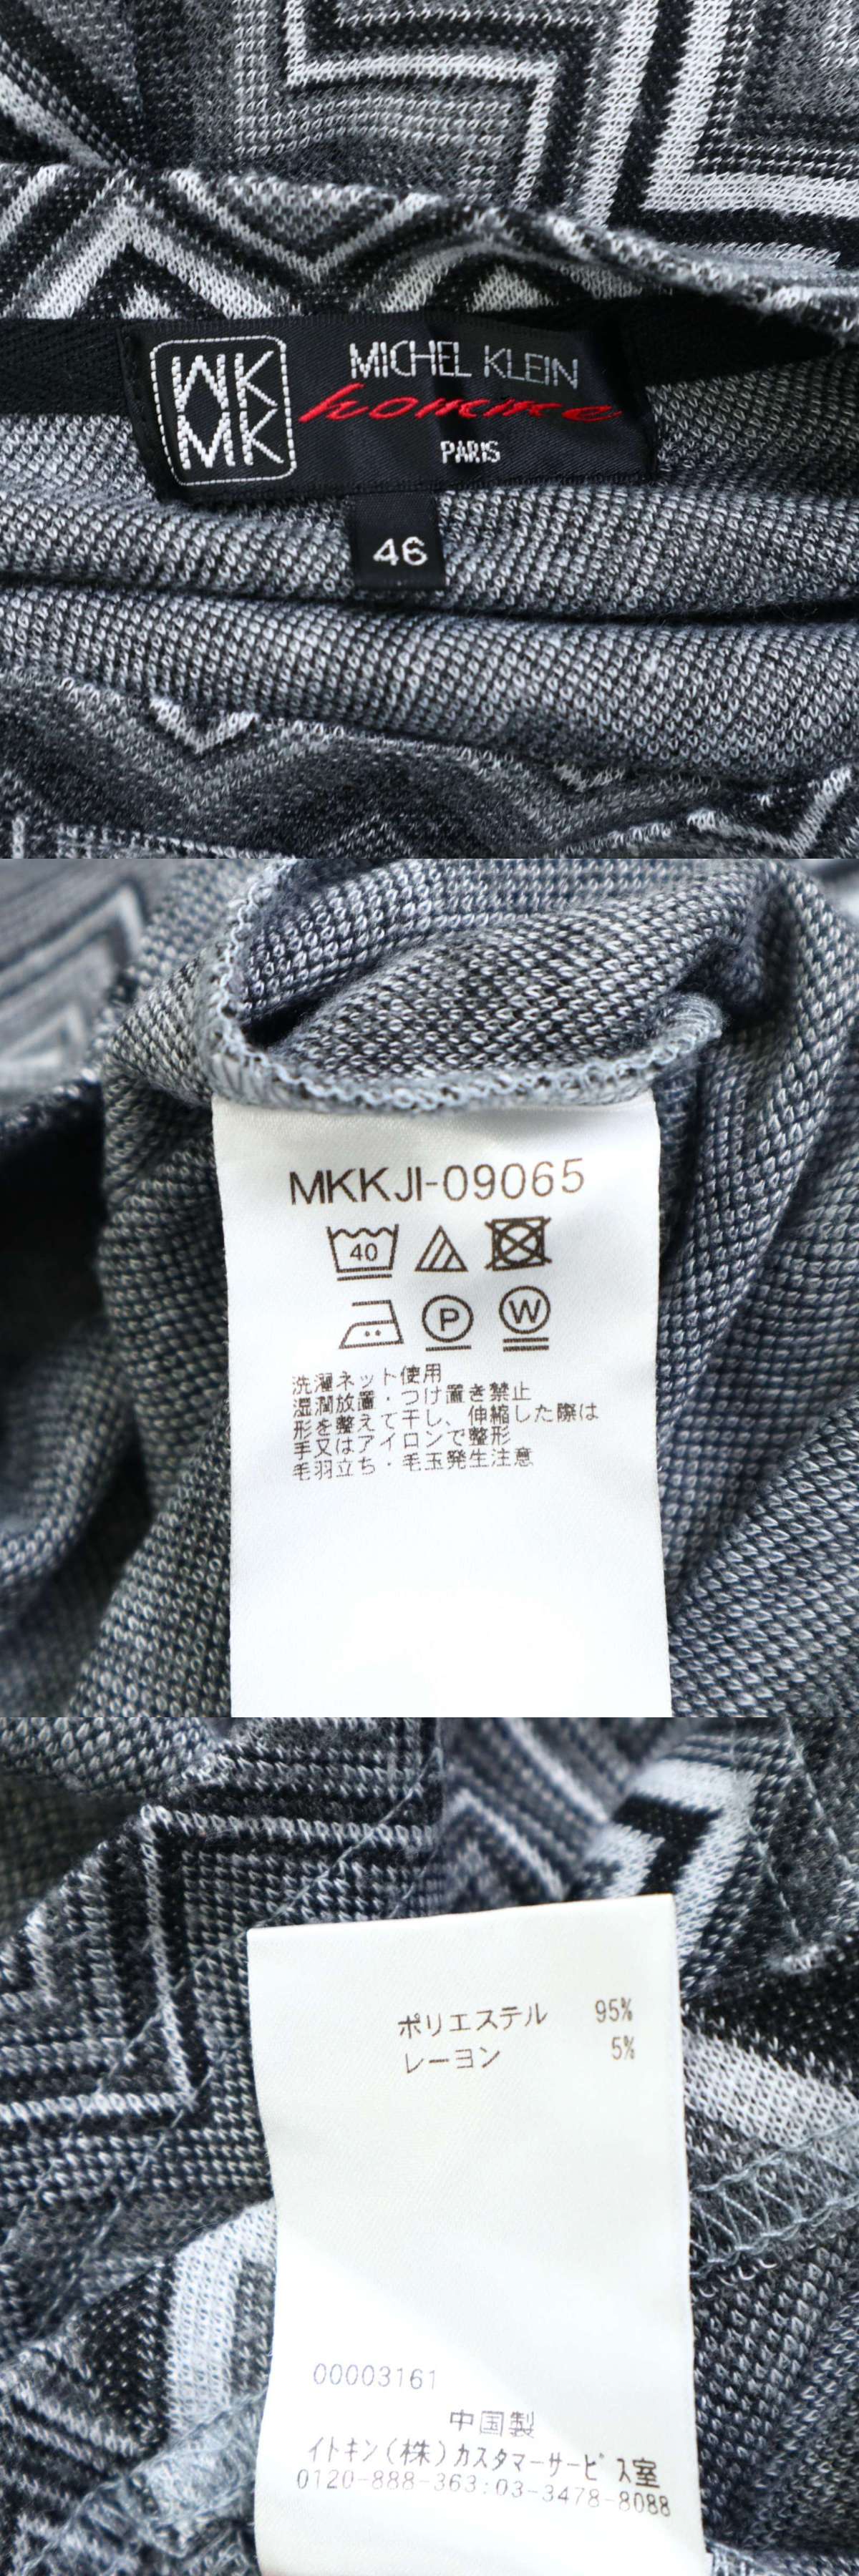 MK
MK
MICHEL KLEIN
homme
PARIS
46
MKKJI-09065
40
P
W
洗濯ネット使用
湿潤放置・つけ置き禁止
形を整えて干し、伸縮した際は
手又はアイロンで整形
毛羽立ち・毛玉発生注意
ポリエステル 95%
レーヨン 5%
00003161
中国製
イトキン(株)カスタマーサービス室
0120-888-363:03-3478-8088